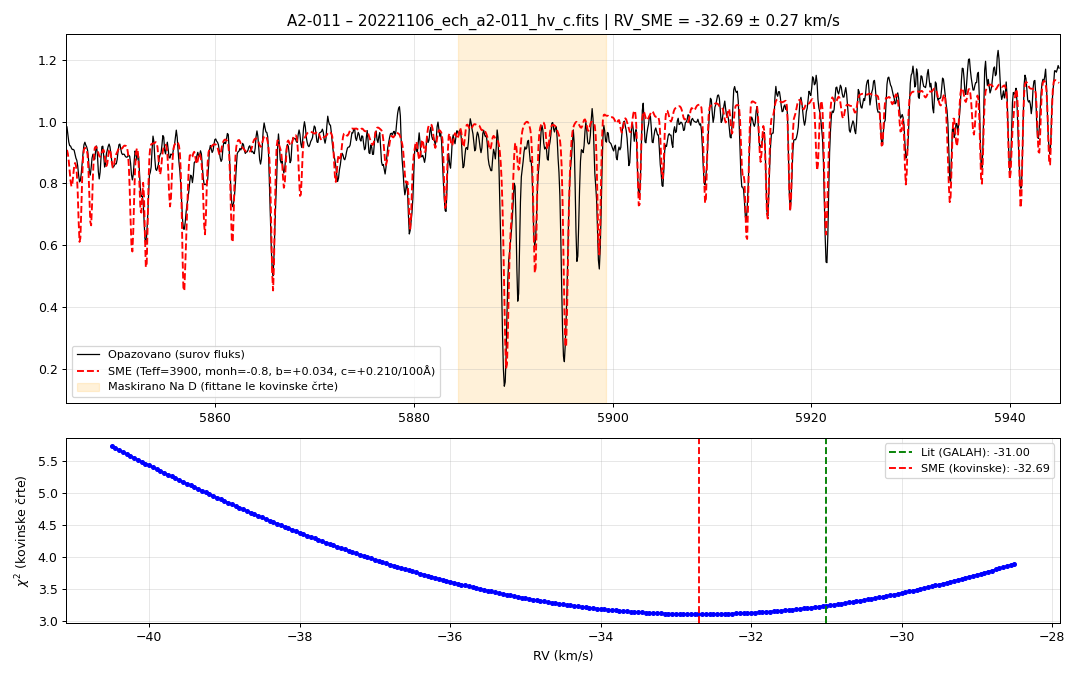 A2-011 – 20221106_ech_a2-011_hv_c.fits | RV_SME = -32.69 ± 0.27 km/s
1.2
1.0
0.8
0.6
0.4
0.2
Opazovano (surov fluks)
SME (Teff=3900, monh=-0.8, b=+0.034, c=+0.210/100Å)
Maskirano Na D (fittane le kovinske črte)
5860 5880 5900 5920 5940
χ² (kovinske črte)
5.5
5.0
4.5
4.0
3.5
3.0
Lit (GALAH): -31.00
SME (kovinske): -32.69
−40 −38 −36 −34 −32 −30 −28
RV (km/s)